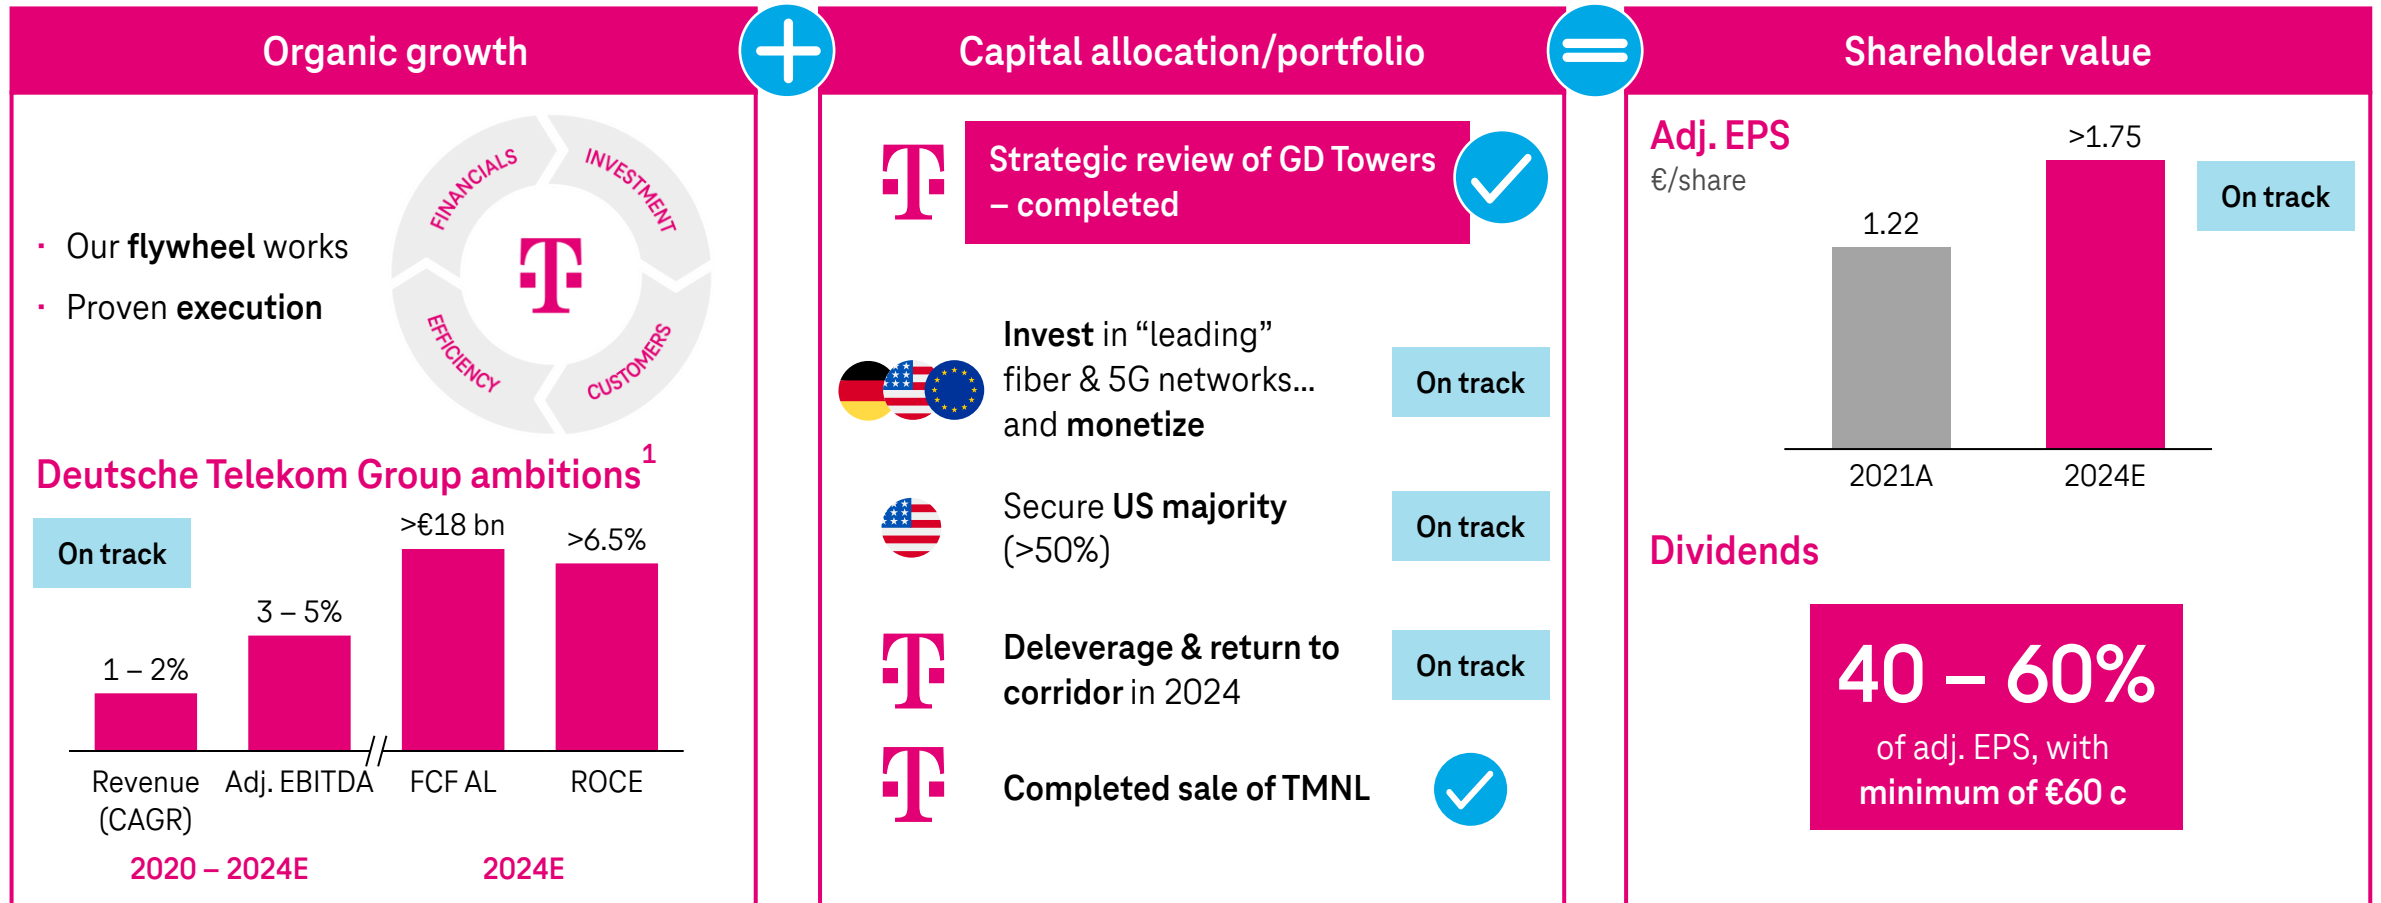 Organic growth
FINANCIALS
INVESTMENT
CUSTOMERS
EFFICIENCY
T
· Our flywheel works
· Proven execution
Deutsche Telekom Group ambitions1
On track
1 – 2%
3 – 5%
>€18 bn
>6.5%
Revenue
(CAGR)
Adj. EBITDA
FCF AL
ROCE
2020 – 2024E
2024E
Capital allocation/portfolio
T
Strategic review of GD Towers
– completed
Invest in “leading”
fiber & 5G networks...
and monetize
On track
Secure US majority
(>50%)
On track
T
Deleverage & return to
corridor in 2024
On track
T
Completed sale of TMNL
Shareholder value
Adj. EPS
€/share
1.22
>1.75
On track
2021A
2024E
Dividends
40 – 60%
of adj. EPS, with
minimum of €60 c